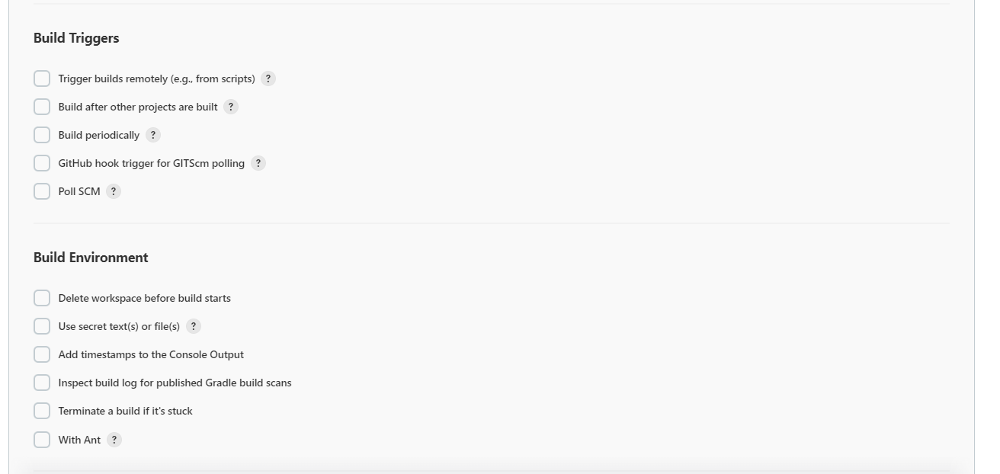 Build Triggers
Trigger builds remotely (e.g., from scripts) ?
Build after other projects are built ?
Build periodically ?
GitHub hook trigger for GITScm polling ?
Poll SCM ?
Build Environment
Delete workspace before build starts
Use secret text(s) or file(s) ?
Add timestamps to the Console Output
Inspect build log for published Gradle build scans
Terminate a build if it's stuck
With Ant ?